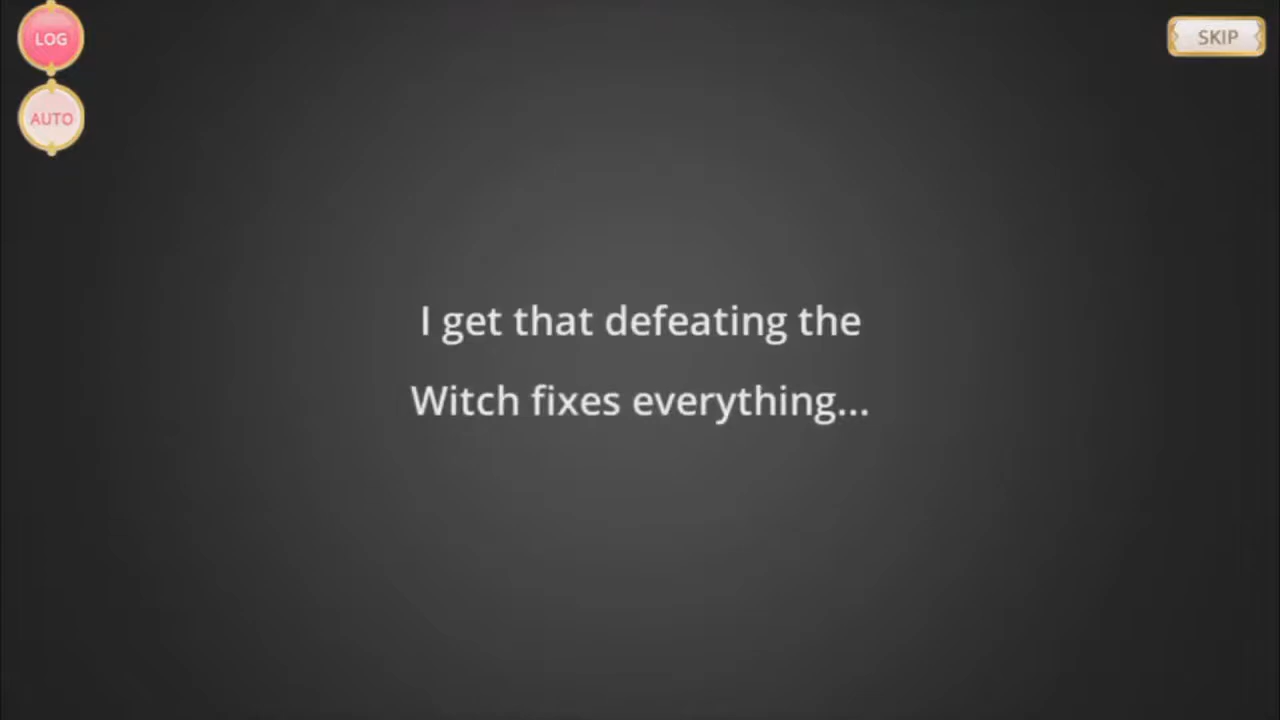 LOG
SKIP
AUTO
I get that defeating the
Witch fixes everything...